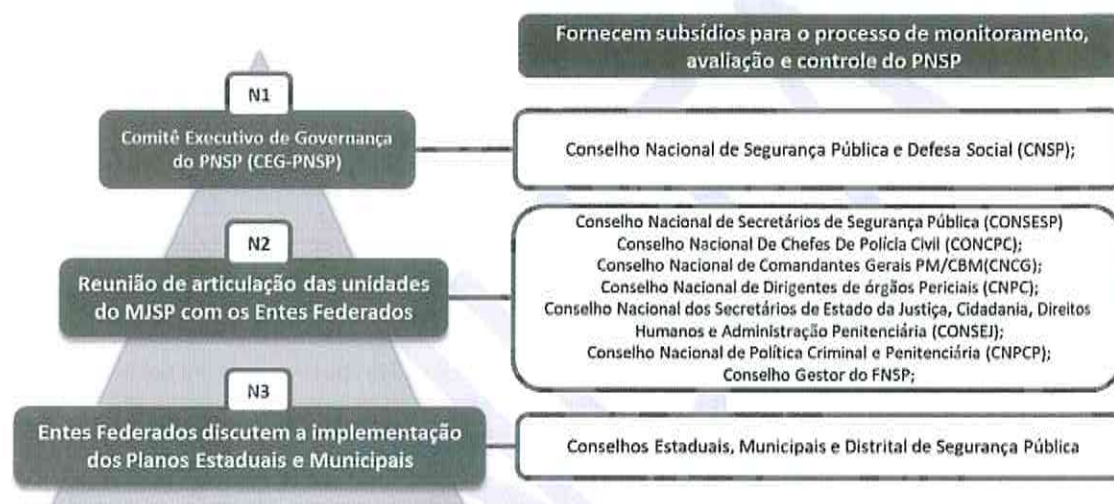 Fornecem subsídios para o processo de monitoramento,
avaliação e controle do PNSP
N1
Comitê Executivo de Governança
do PNSP (CEG-PNSP)
Conselho Nacional de Segurança Pública e Defesa Social (CNSP);
N2
Reunião de articulação das unidades
do MJSP com os Entes Federados
Conselho Nacional de Secretários de Segurança Pública (CONSESP)
Conselho Nacional De Chefes De Polícia Civil (CONCPC);
Conselho Nacional de Comandantes Gerais PM/CBM(CNCG);
Conselho Nacional de Dirigentes de órgãos Periciais (CNPC);
Conselho Nacional dos Secretários de Estado da Justiça, Cidadania, Direitos
Humanos e Administração Penitenciária (CONSEJ);
Conselho Nacional de Política Criminal e Penitenciária (CNPCP);
Conselho Gestor do FNSP;
N3
Entes Federados discutem a implementação
dos Planos Estaduais e Municipais
Conselhos Estaduais, Municipais e Distrital de Segurança Pública